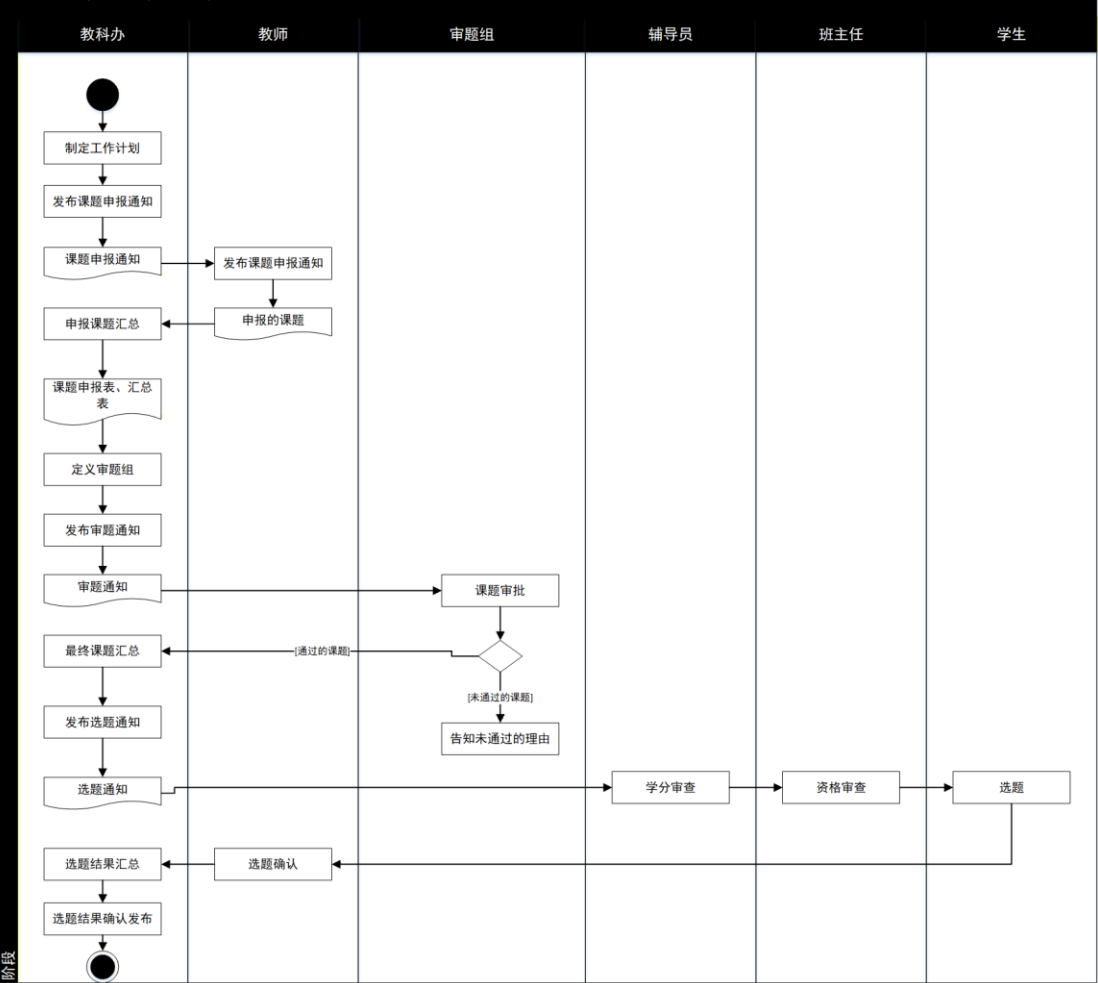 教科办
教师
审题组
辅导员
班主任
学生
制定工作计划
发布课题申报通知
课题申报通知
发布课题申报通知
申报课题汇总
申报的课题
课题申报表、汇总
表
定义审题组
发布审题通知
审题通知
课题审批
最终课题汇总
[通过的课题]
[未通过的课题]
发布选题通知
告知未通过的理由
选题通知
学分审查
资格审查
选题
选题结果汇总
选题确认
选题结果确认发布
阶段